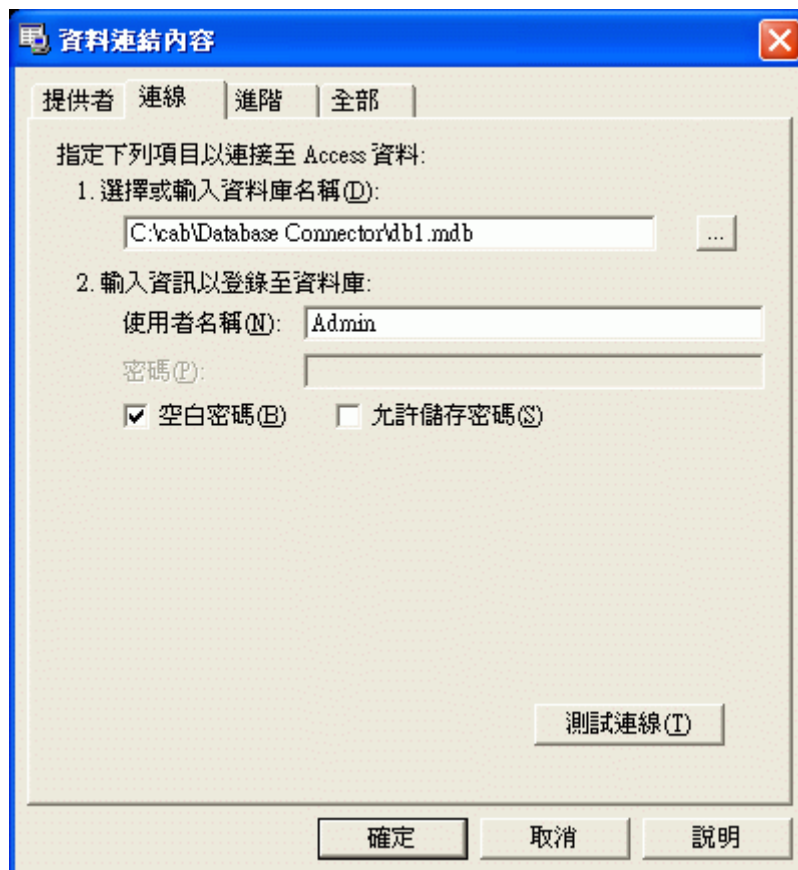 資料連結內容
提供者 連線 進階 全部
指定下列項目以連接至 Access 資料:
1. 選擇或輸入資料庫名稱(D):
C:\cab\Database Connector\db1.mdb ...
2. 輸入資訊以登錄至資料庫:
使用者名稱(N): Admin
密碼(P):
空白密碼(B) 允許儲存密碼(S)
測試連線(T)
確定 取消 說明